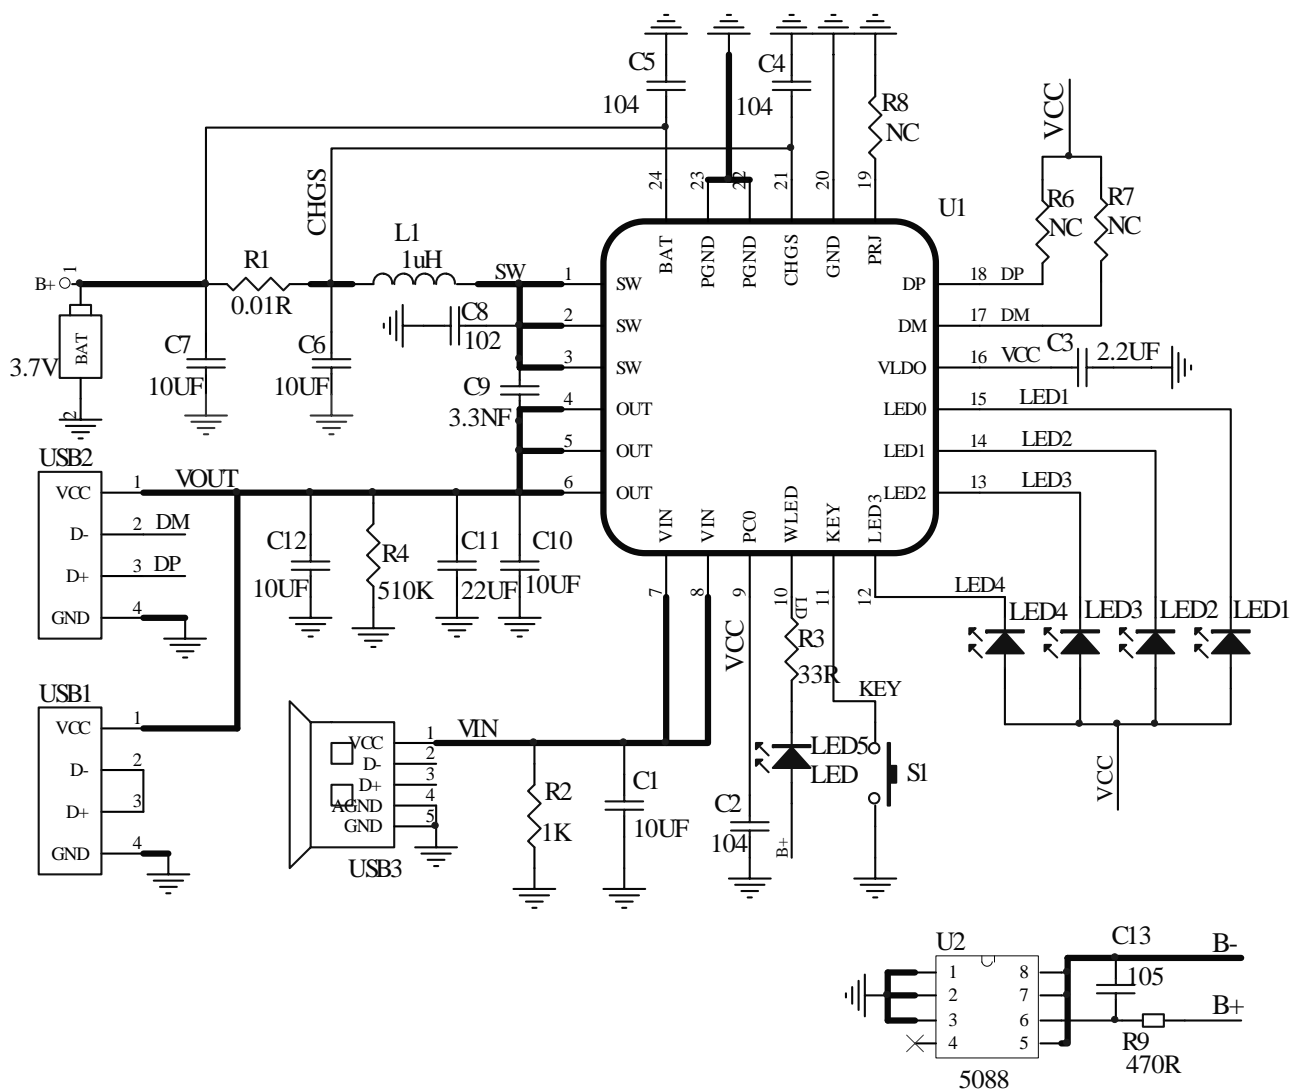 C5
104
C4
104
R8
NC
VCC
24
23
22
21
20
19
U1
R6
NC
R7
NC
CHGS
L1
1uH
SW
1
BAT
PGND
PGND
CHGS
GND
PRJ
B+
1
R1
0.01R
SW
DP
18
DP
C8
102
2
SW
DM
17
DM
3.7V
BAT
2
C7
10UF
C6
10UF
3
SW
VLDO
16
VCC
C3
2.2UF
C9
3.3NF
4
OUT
LED0
15
LED1
5
OUT
LED1
14
LED2
USB2
VCC
1
VOUT
6
OUT
LED2
13
LED3
D-
2
DM
D+
3
DP
GND
4
C12
10UF
R4
510K
C11
22UF
C10
10UF
VIN
VIN
PC0
WLED
KEY
LED3
7
8
9
10
11
12
LED4
VCC
LD
R3
33R
KEY
LED4
LED3
LED2
LED1
USB1
VCC
1
D-
2
D+
3
GND
4
VCC
1
D-
2
D+
3
AGND
4
GND
5
USB3
VIN
R2
1K
C1
10UF
C2
104
LED5
LED
B+
S1
VCC
U2
1
2
3
4
8
7
6
5
5088
C13
105
B-
B+
R9
470R